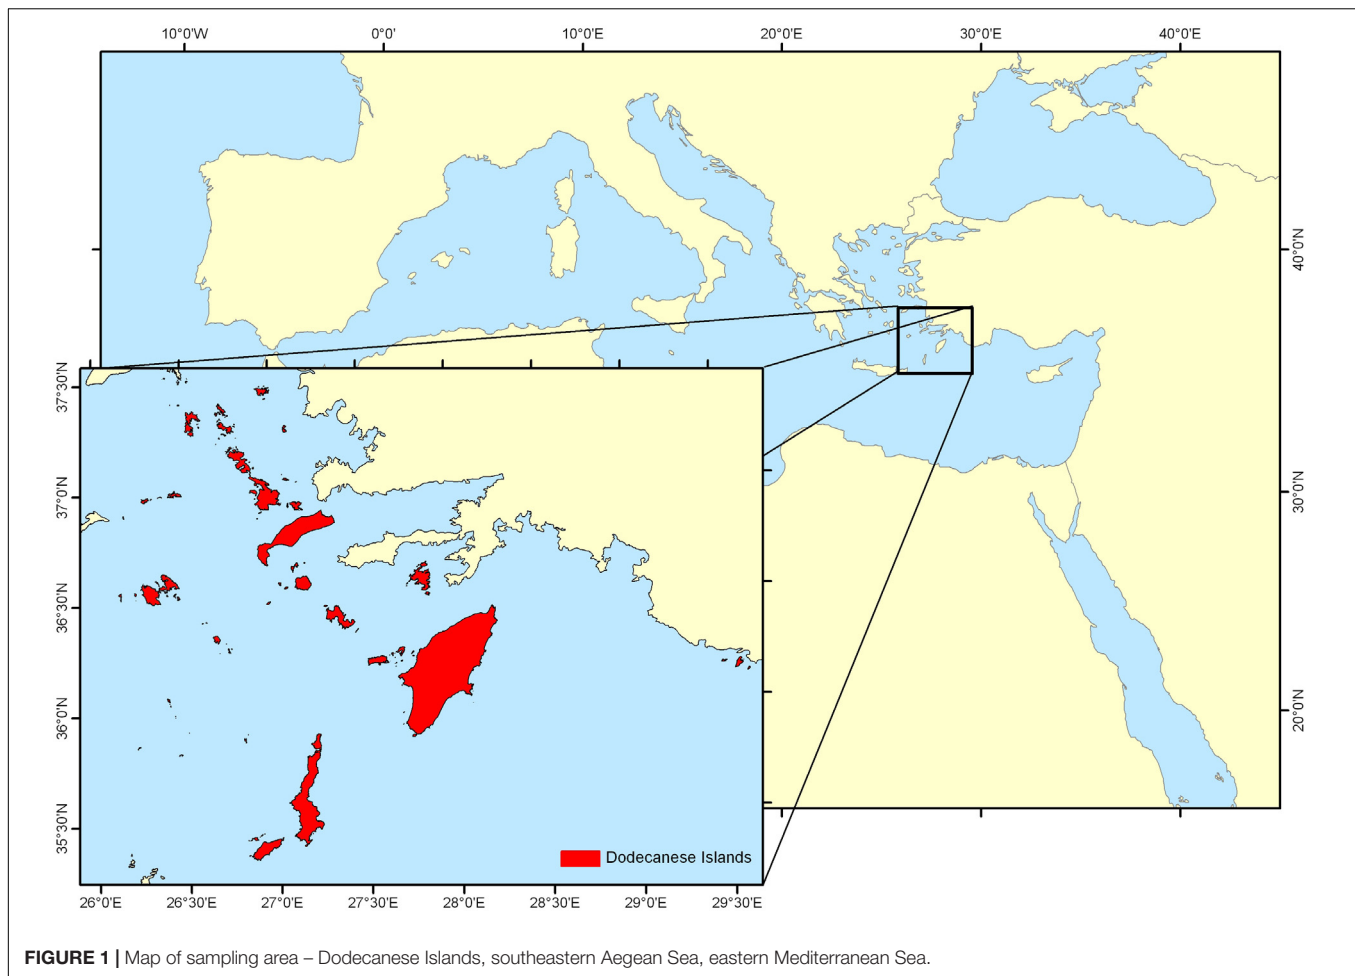 10°0'W 0°0' 10°0'E 20°0'E 30°0'E 40°0'E
40°0'N
30°0'N
20°0'N
37°30'N
37°0'N
36°30'N
36°0'N
35°30'N
Dodecanese Islands
26°0'E 26°30'E 27°0'E 27°30'E 28°0'E 28°30'E 29°0'E 29°30'E
FIGURE 1 | Map of sampling area – Dodecanese Islands, southeastern Aegean Sea, eastern Mediterranean Sea.